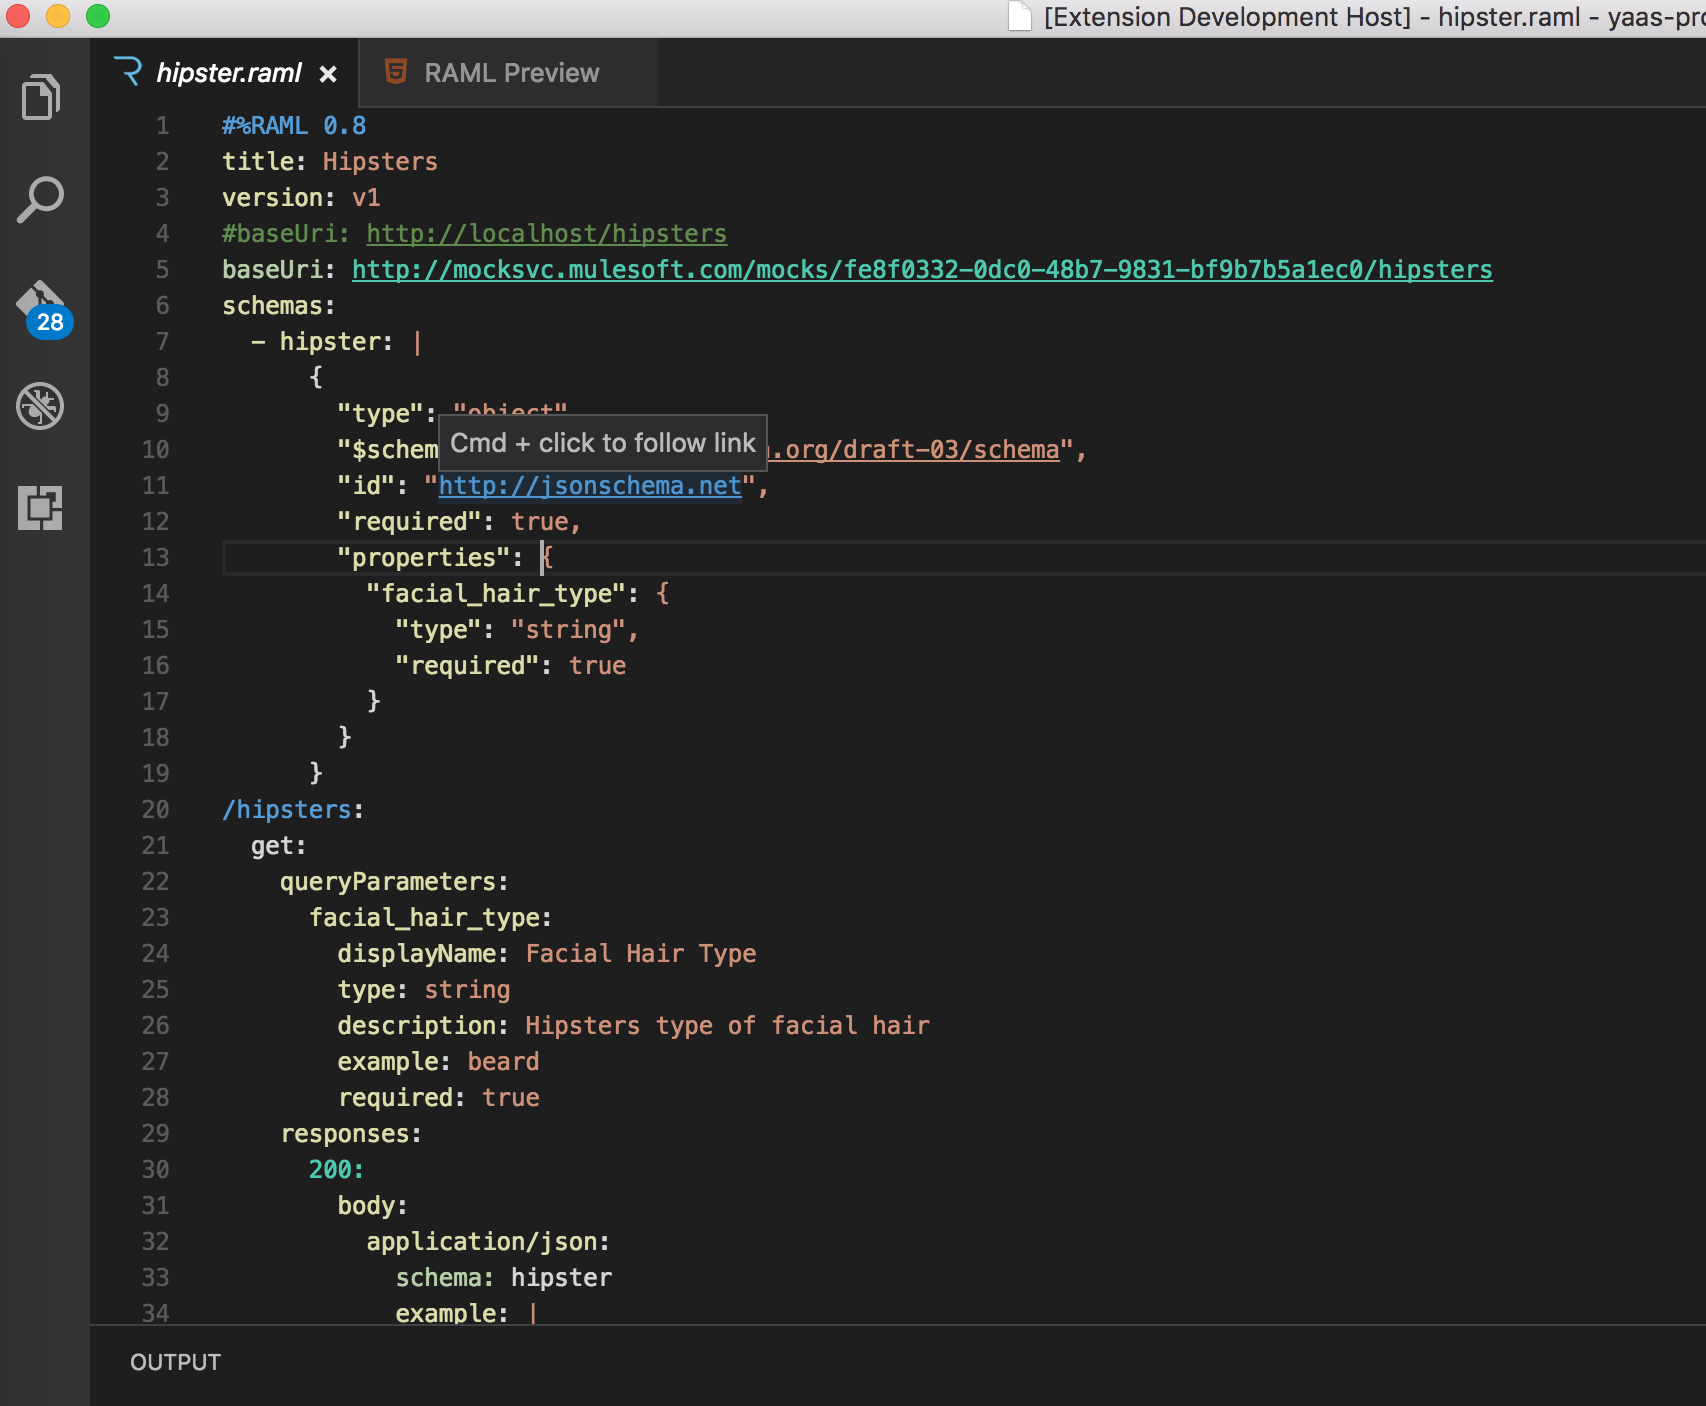 [Extension Development Host] - hipster.raml - yaas-pro
hipster.raml × RAML Preview
28
1 #%RAML 0.8
2 title: Hipsters
3 version: v1
4 #baseUri: http://localhost/hipsters
5 baseUri: http://mocksvc.mulesoft.com/mocks/fe8f0332-0dc0-48b7-9831-bf9b7b5a1ec0/hipsters
6 schemas:
7 - hipster: |
8 {
9 "type": "object"
Cmd + click to follow link
10 "$schem .org/draft-03/schema",
11 "id": "http://jsonschema.net",
12 "required": true,
13 "properties": {
14 "facial_hair_type": {
15 "type": "string",
16 "required": true
17 }
18 }
19 }
20 /hipsters:
21 get:
22 queryParameters:
23 facial_hair_type:
24 displayName: Facial Hair Type
25 type: string
26 description: Hipsters type of facial hair
27 example: beard
28 required: true
29 responses:
30 200:
31 body:
32 application/json:
33 schema: hipster
34 example: |
OUTPUT